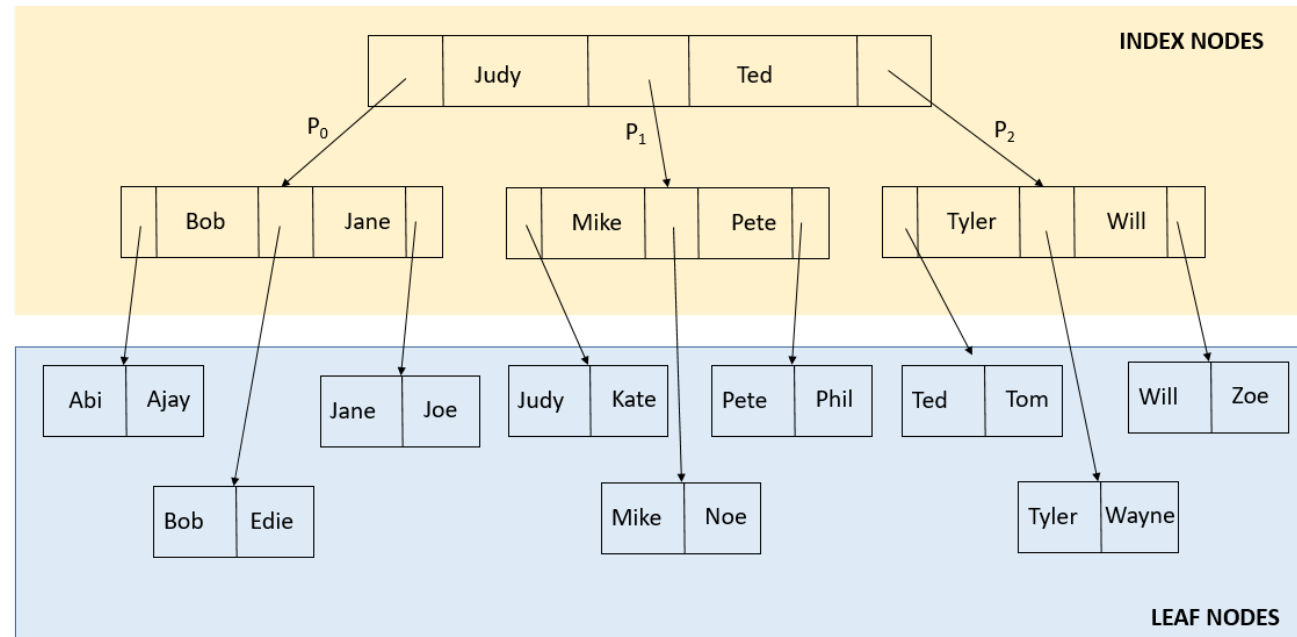 INDEX NODES
Judy Ted
P₀ P₁ P₂
Bob Jane Mike Pete Tyler Will
Abi Ajay Jane Joe Judy Kate Pete Phil Ted Tom Will Zoe
Bob Edie Mike Noe Tyler Wayne
LEAF NODES